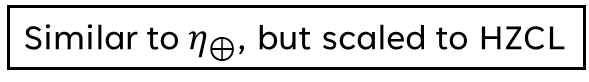 Similar to η⊕, but scaled to HZCL